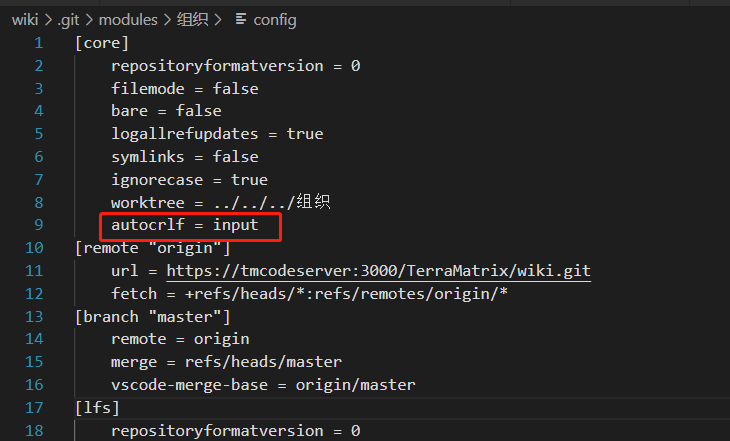 wiki > .git > modules > 组织 > config
1 [core]
2 repositoryformatversion = 0
3 filemode = false
4 bare = false
5 logallrefupdates = true
6 symlinks = false
7 ignorecase = true
8 worktree = ../../../组织
9 autocrlf = input
10 [remote "origin"]
11 url = https://tmcodeserver:3000/TerraMatrix/wiki.git
12 fetch = +refs/heads/*:refs/remotes/origin/*
13 [branch "master"]
14 remote = origin
15 merge = refs/heads/master
16 vscode-merge-base = origin/master
17 [lfs]
18 repositoryformatversion = 0